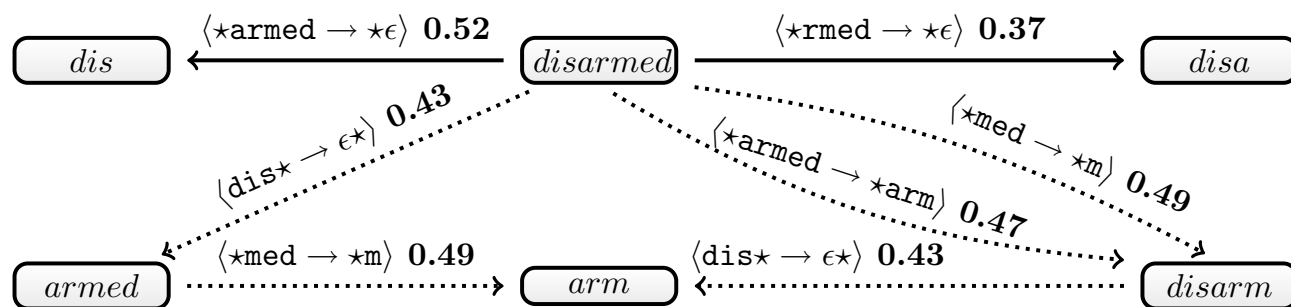 ⟨⋆armed → ⋆ϵ⟩ 0.52
⟨⋆rmed → ⋆ϵ⟩ 0.37
dis
disarmed
disa
⟨dis⋆ → ϵ⋆⟩ 0.43
⟨⋆armed → ⋆arm⟩ 0.47
⟨⋆med → ⋆m⟩ 0.49
⟨⋆med → ⋆m⟩ 0.49
⟨dis⋆ → ϵ⋆⟩ 0.43
armed
arm
disarm